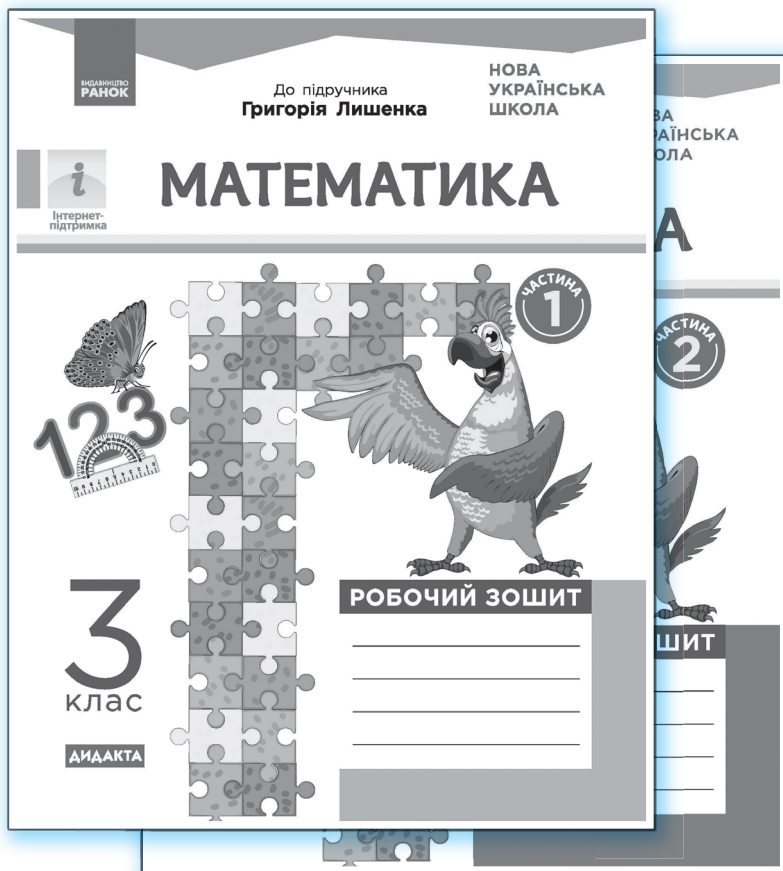 ВИДАВНИЦТВО
РАНОК
До підручника
Григорія Лишенка
НОВА
УКРАЇНСЬКА
ШКОЛА
i
Інтернет-
підтримка
МАТЕМАТИКА
ЧАСТИНА
1
123
3
клас
ДИДАКТА
РОБОЧИЙ ЗОШИТ
ВА
РАЇНСЬКА
ОЛА
А
ЧАСТИНА
2
ШИТ